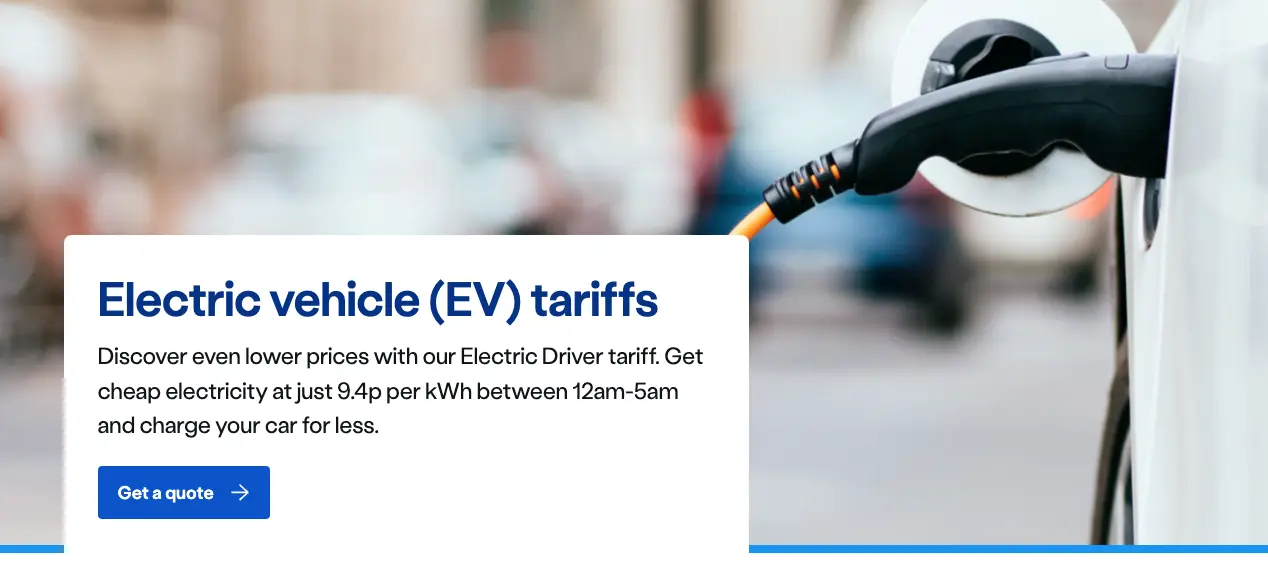 Electric vehicle (EV) tariffs
Discover even lower prices with our Electric Driver tariff. Get
cheap electricity at just 9.4p per kWh between 12am-5am
and charge your car for less.
Get a quote